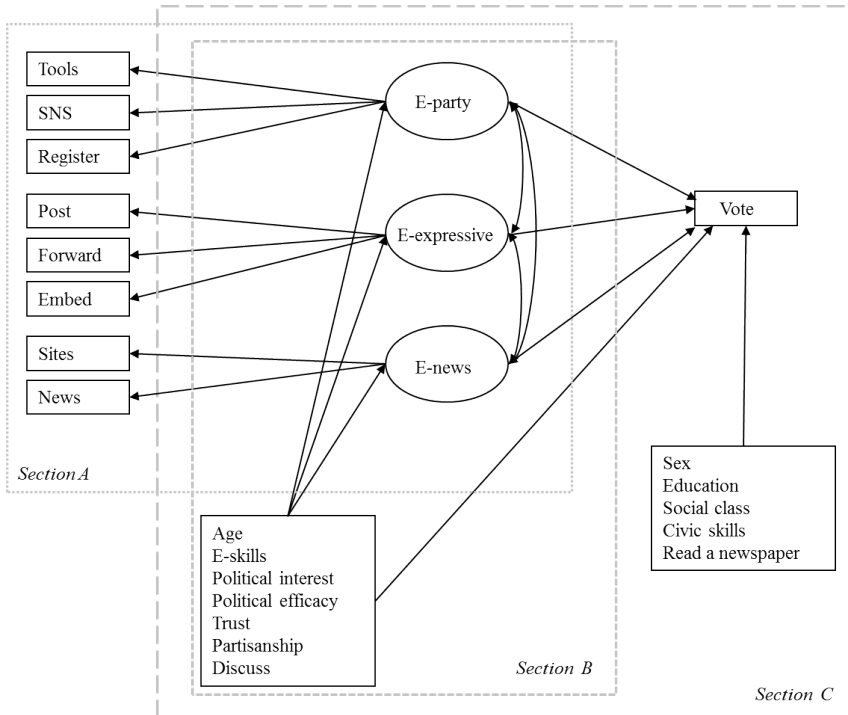 Tools
SNS
Register
Post
Forward
Embed
Sites
News
Section A
E-party
E-expressive
E-news
Vote
Age
E-skills
Political interest
Political efficacy
Trust
Partisanship
Discuss
Section B
Sex
Education
Social class
Civic skills
Read a newspaper
Section C